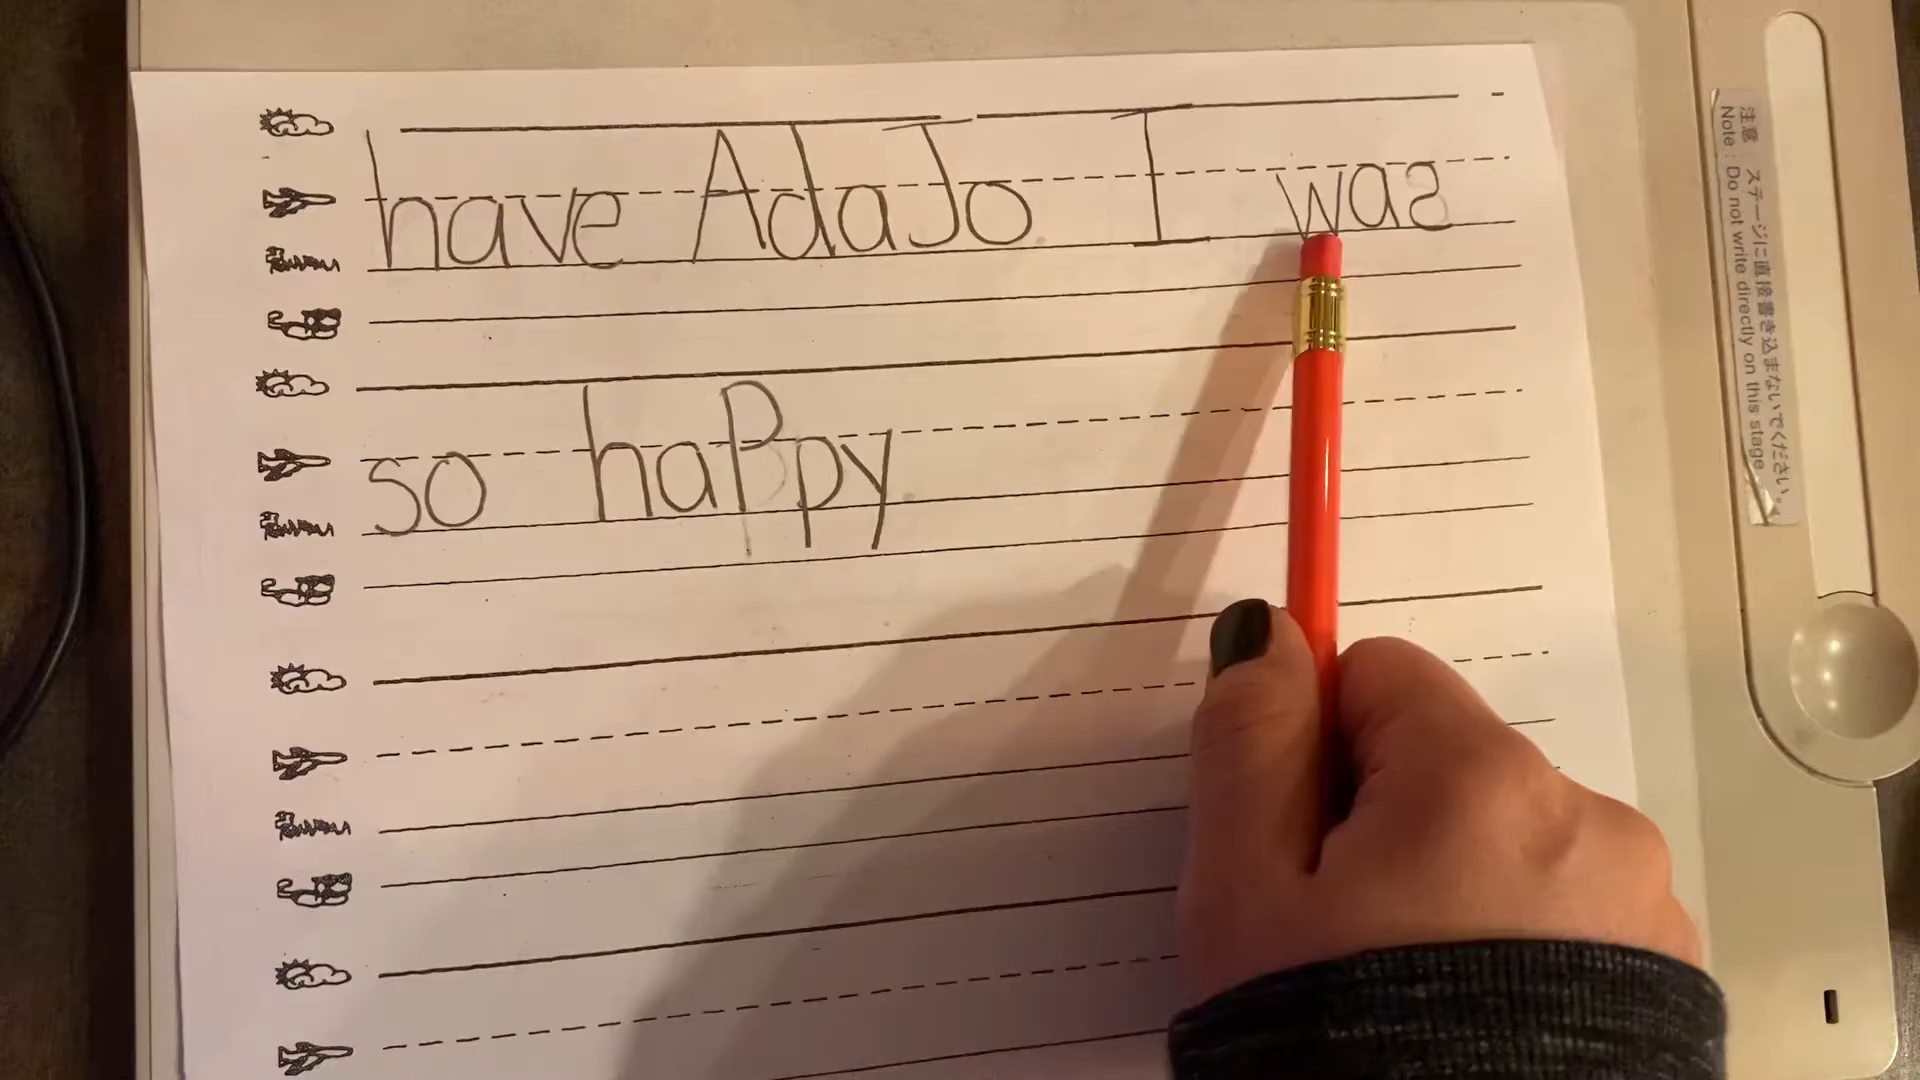 have AdaJo. I was
so haPpy.
注意 ステージに直接書き込まないでください。
Note : Do not write directly on this stage